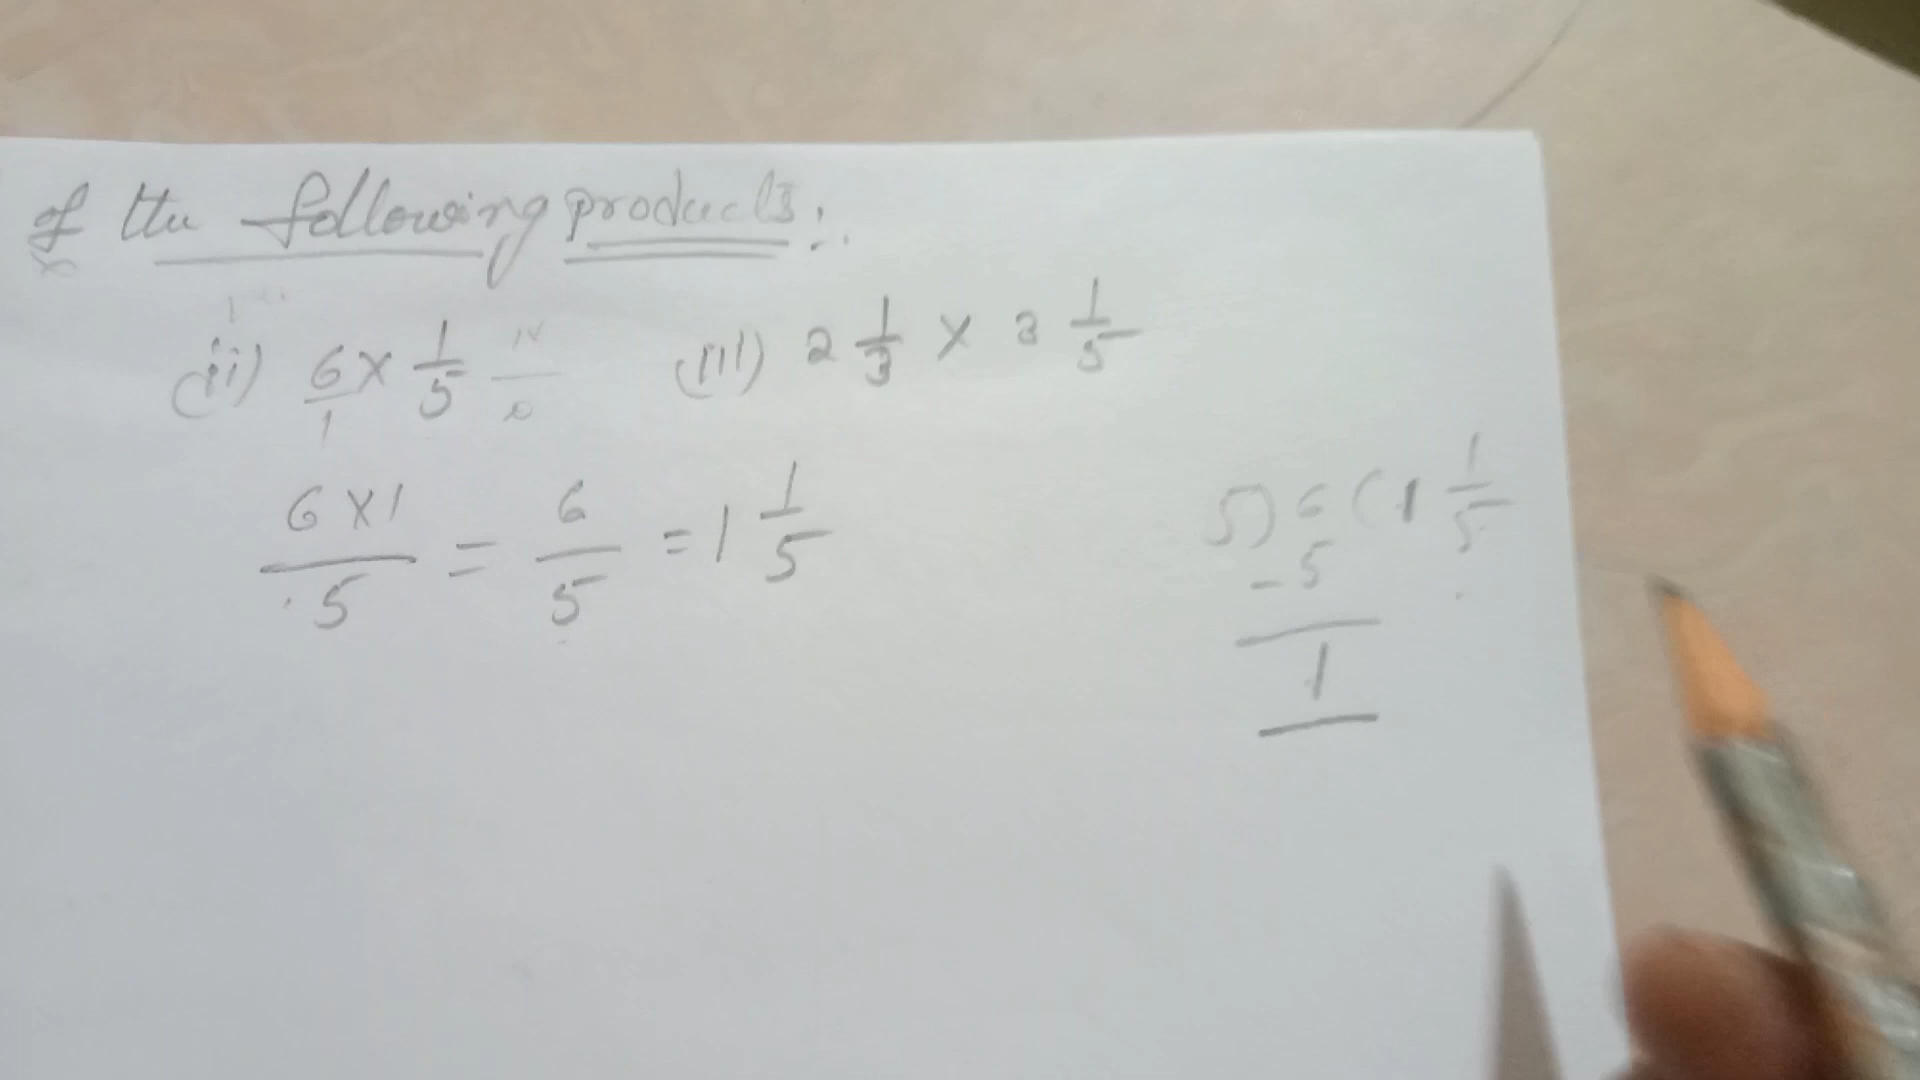 of the following products:
(ii) 6/1 × 1/5 (iii) 2 1/3 × 3 1/5
6×1/5 = 6/5 = 1 1/5
5)6(1 1/5
-5
1